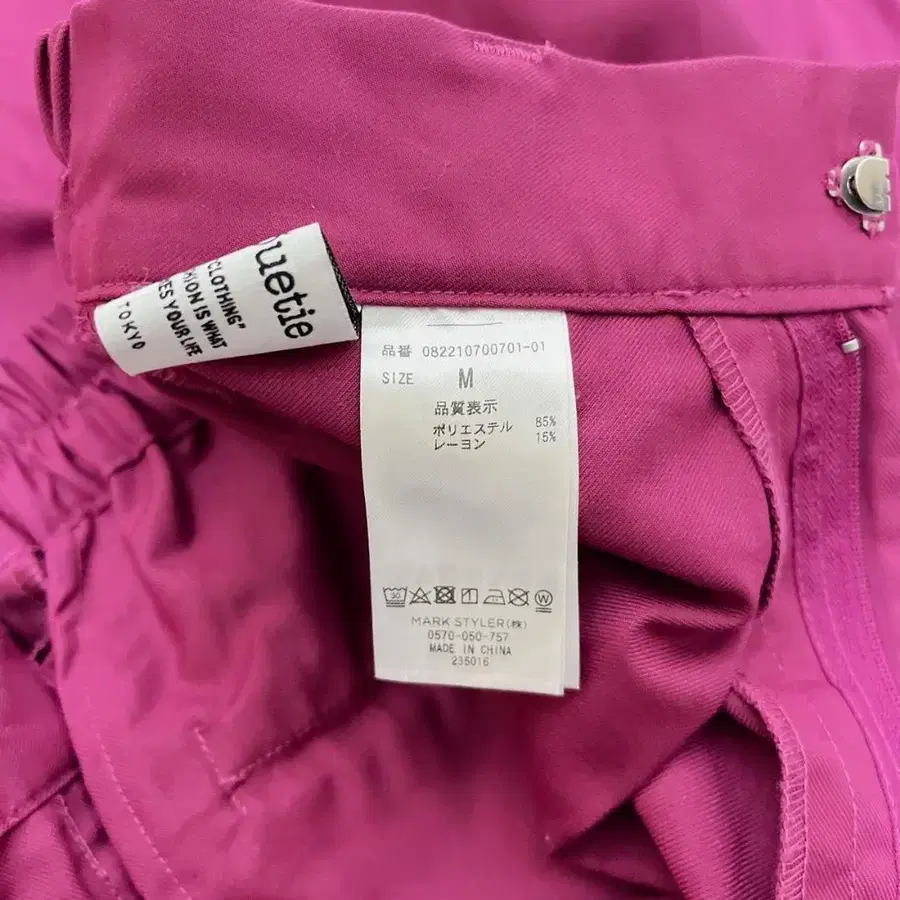 uetie
CLOTHING"
ION IS WHAT
ES YOUR LIFE
TOKYO
品番 082210700701-01
SIZE M
品質表示
ポリエステル 85%
レーヨン 15%
30
W
MARK STYLER(株)
0570-050-757
MADE IN CHINA
235016